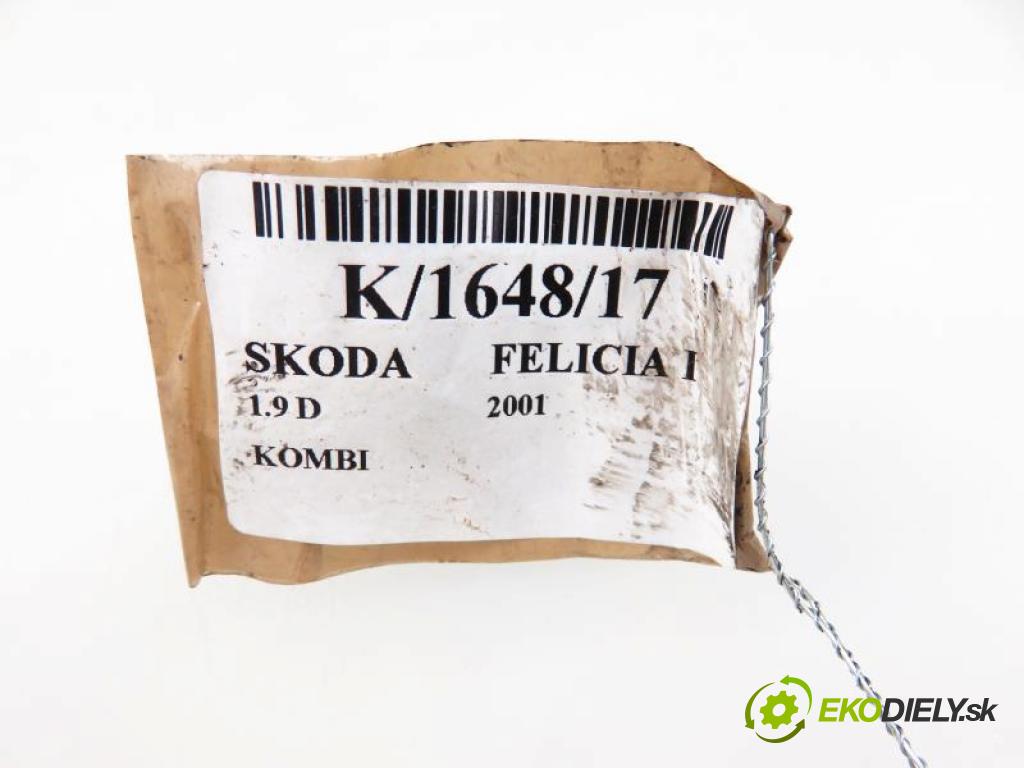 K/1648/17
SKODA FELICIA I
1.9 D 2001
KOMBI
EKODIELY.sk